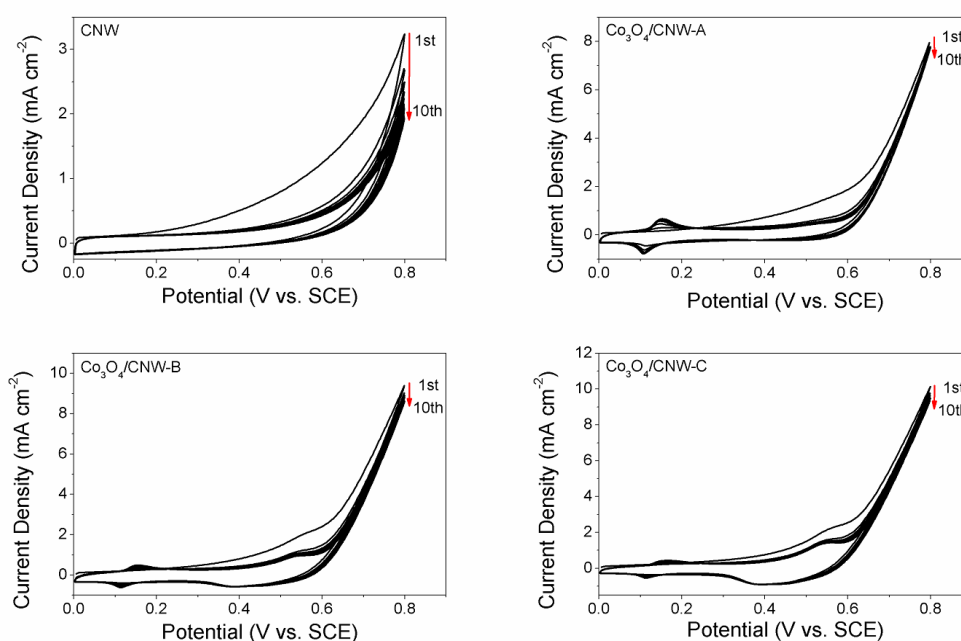 CNW
1st
10th
3
2
1
0
0.0 0.2 0.4 0.6 0.8
Current Density (mA cm⁻²)
Potential (V vs. SCE)
Co₃O₄/CNW-A
1st
10th
8
6
4
2
0
0.0 0.2 0.4 0.6 0.8
Current Density (mA cm⁻²)
Potential (V vs. SCE)
Co₃O₄/CNW-B
1st
10th
10
8
6
4
2
0
0.0 0.2 0.4 0.6 0.8
Current Density (mA cm⁻²)
Potential (V vs. SCE)
Co₃O₄/CNW-C
1st
10th
12
10
8
6
4
2
0
0.0 0.2 0.4 0.6 0.8
Current Density (mA cm⁻²)
Potential (V vs. SCE)